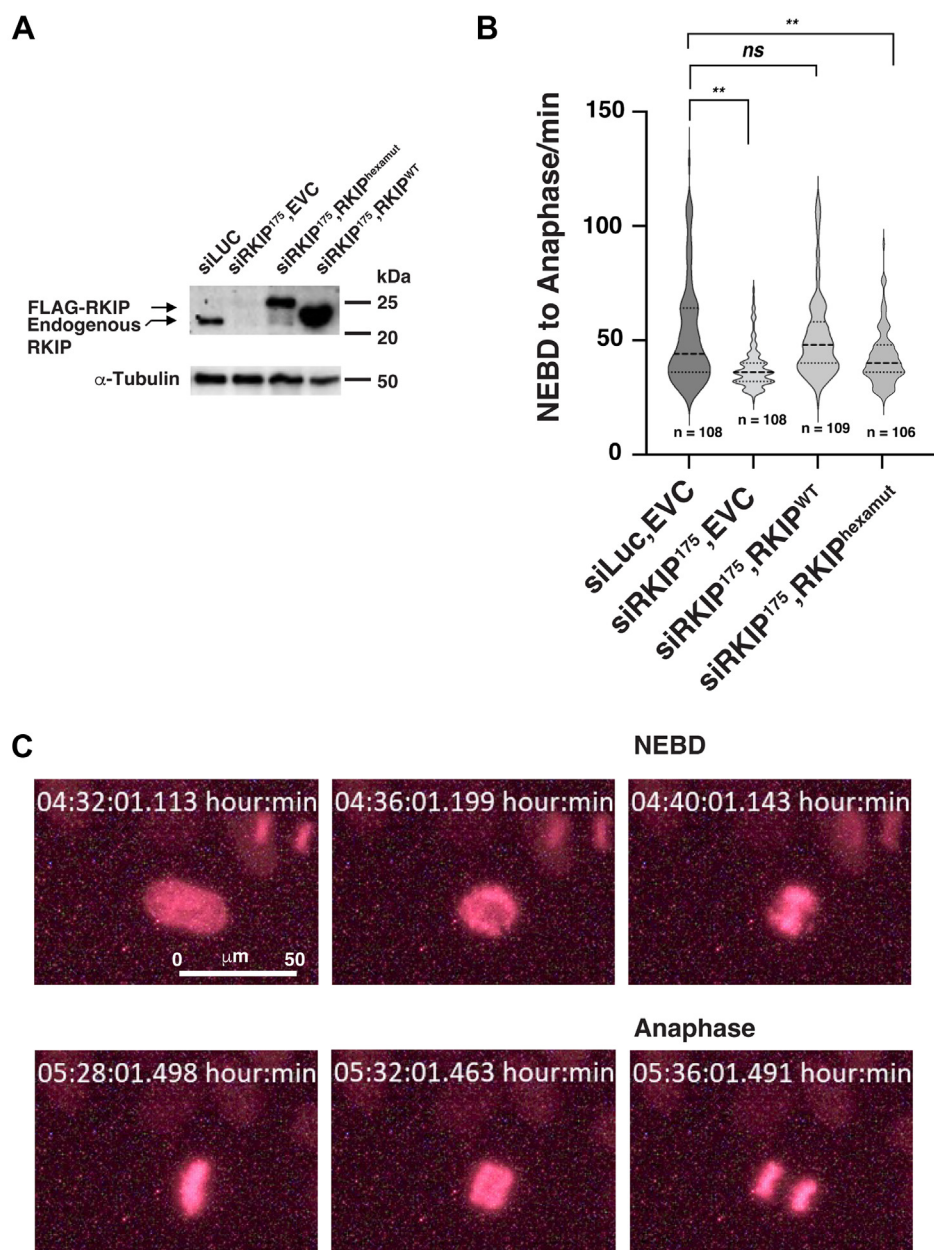 A
siLUC
siRKIP¹⁷⁵,EVC
siRKIP¹⁷⁵,RKIPʰᵉˣᵃᵐᵘᵗ
siRKIP¹⁷⁵,RKIPᵂᵀ
kDa
FLAG-RKIP
Endogenous
RKIP
25
20
α-Tubulin
50
B
**
ns
**
NEBD to Anaphase/min
150
100
50
0
n = 108
n = 108
n = 109
n = 106
siLuc,EVC
siRKIP¹⁷⁵,EVC
siRKIP¹⁷⁵,RKIPᵂᵀ
siRKIP¹⁷⁵,RKIPʰᵉˣᵃᵐᵘᵗ
C
NEBD
04:32:01.113 hour:min
04:36:01.199 hour:min
04:40:01.143 hour:min
0 μm 50
Anaphase
05:28:01.498 hour:min
05:32:01.463 hour:min
05:36:01.491 hour:min